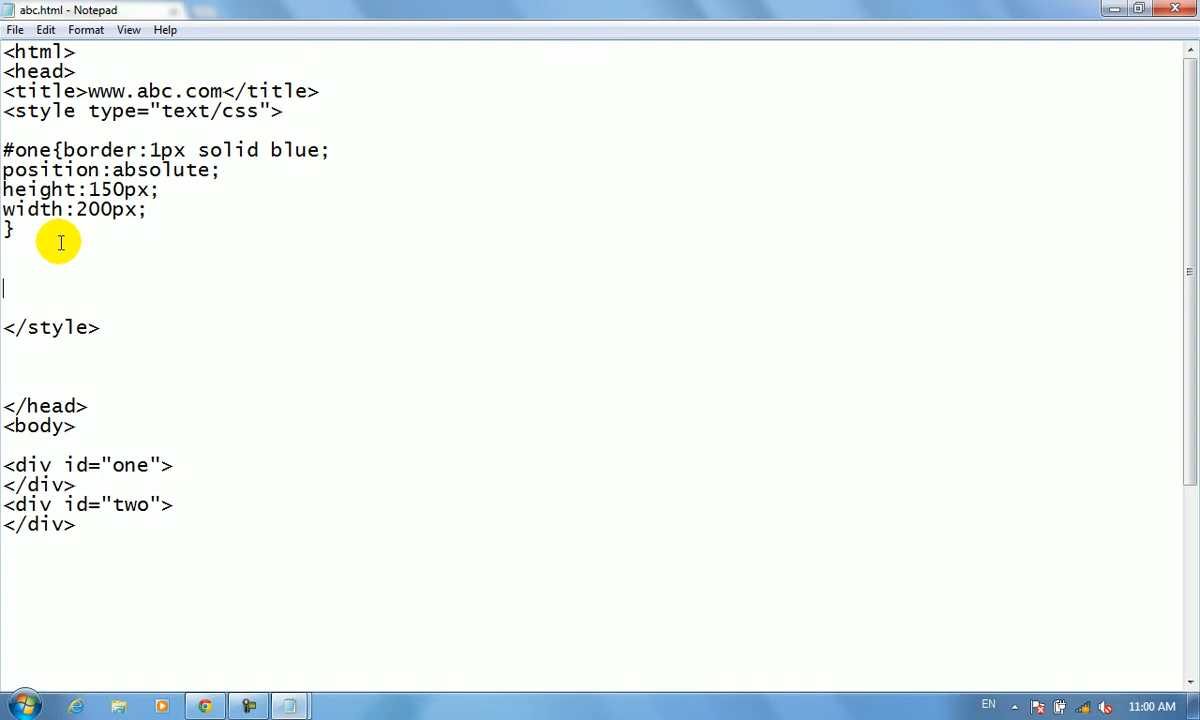 abc.html - Notepad
File Edit Format View Help
<html>
<head>
<title>www.abc.com</title>
<style type="text/css">
#one{border:1px solid blue;
position:absolute;
height:150px;
width:200px;
}
</style>
</head>
<body>
<div id="one">
</div>
<div id="two">
</div>
EN 11:00 AM